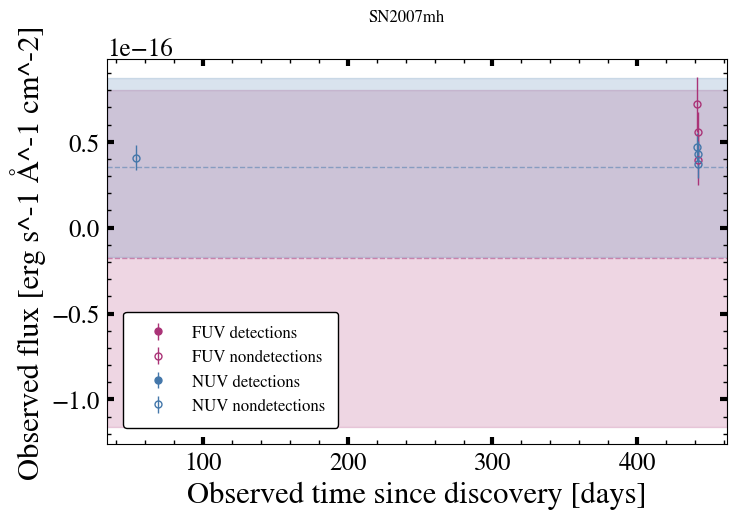 SN2007mh
1e−16
Observed flux [erg s^-1 Å^-1 cm^-2]
0.5
0.0
−0.5
−1.0
FUV detections
FUV nondetections
NUV detections
NUV nondetections
100
200
300
400
Observed time since discovery [days]